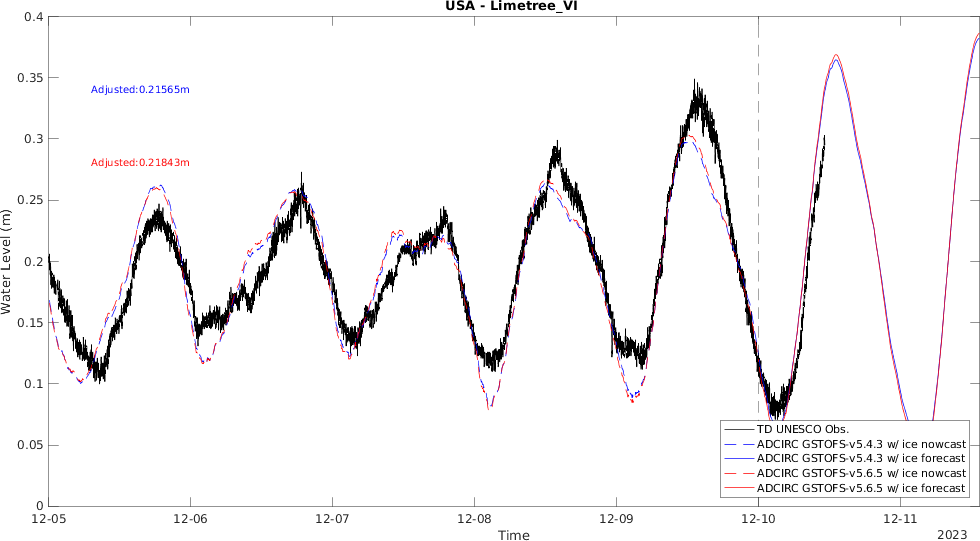 USA - Limetree_VI
0.4
0.35
0.3
0.25
0.2
0.15
0.1
0.05
0
Water Level (m)
Adjusted:0.21565m
Adjusted:0.21843m
TD UNESCO Obs.
ADCIRC GSTOFS-v5.4.3 w/ ice nowcast
ADCIRC GSTOFS-v5.4.3 w/ ice forecast
ADCIRC GSTOFS-v5.6.5 w/ ice nowcast
ADCIRC GSTOFS-v5.6.5 w/ ice forecast
12-05 12-06 12-07 12-08 12-09 12-10 12-11
Time
2023